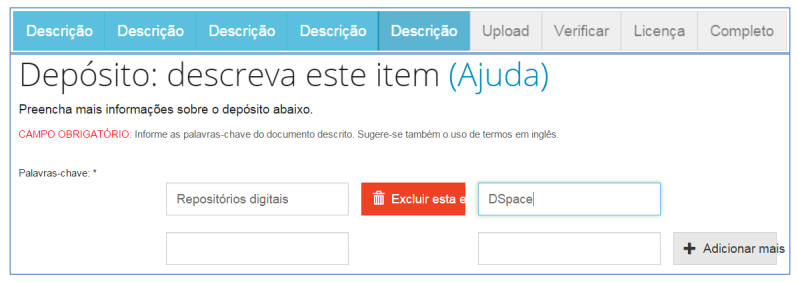 Descrição Descrição Descrição Descrição Descrição Upload Verificar Licença Completo
Depósito: descreva este item (Ajuda)
Preencha mais informações sobre o depósito abaixo.
CAMPO OBRIGATÓRIO: Informe as palavras-chave do documento descrito. Sugere-se também o uso de termos em inglês.
Palavras-chave: *
Repositórios digitais Excluir esta e DSpace
+ Adicionar mais